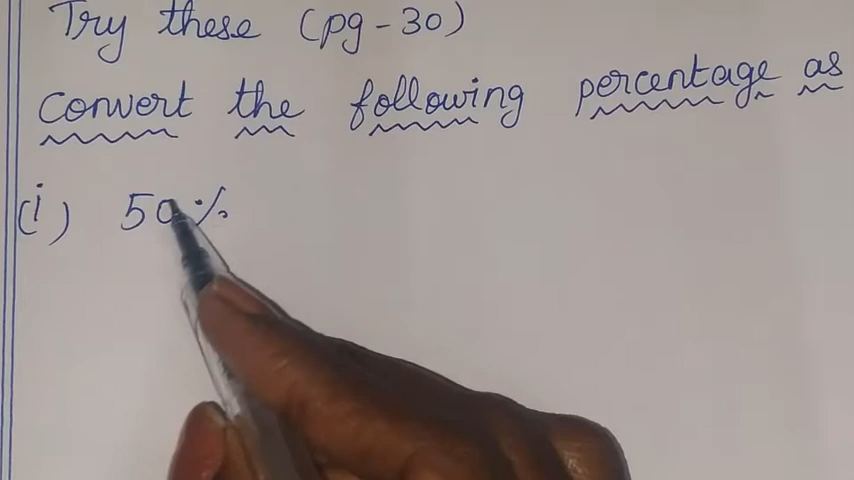 Try these (pg-30)
Convert the following percentage as
(i) 50%